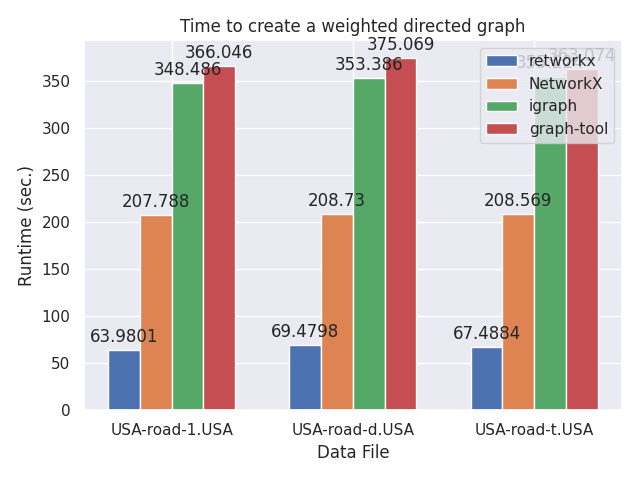 Time to create a weighted directed graph
retworkx
NetworkX
igraph
graph-tool
366.046
348.486
207.788
63.9801
375.069
353.386
208.73
69.4798
363.074
208.569
67.4884
350
300
250
200
150
100
50
0
Runtime (sec.)
USA-road-1.USA
USA-road-d.USA
USA-road-t.USA
Data File